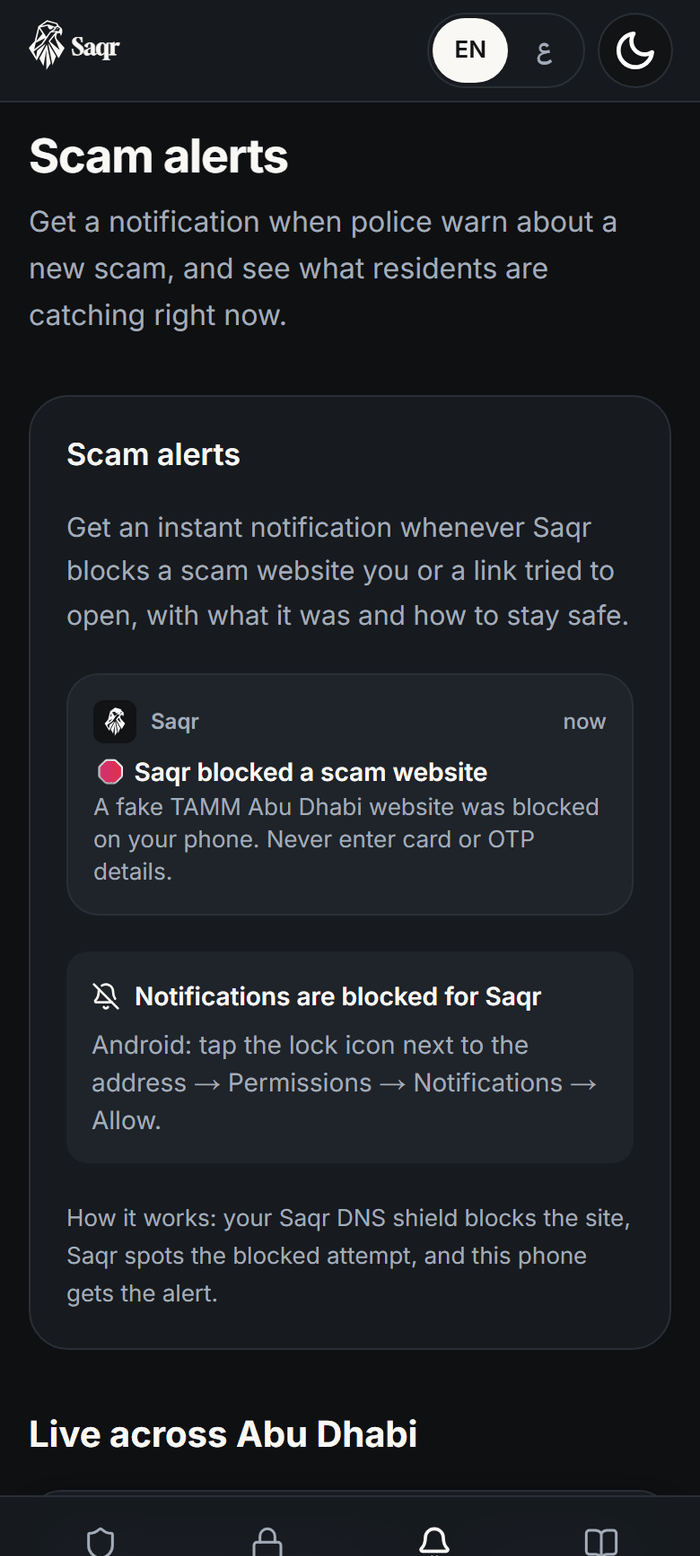 Saqr
EN
ع
Scam alerts
Get a notification when police warn about a
new scam, and see what residents are
catching right now.
Scam alerts
Get an instant notification whenever Saqr
blocks a scam website you or a link tried to
open, with what it was and how to stay safe.
Saqr
now
🛑 Saqr blocked a scam website
A fake TAMM Abu Dhabi website was blocked
on your phone. Never enter card or OTP
details.
Notifications are blocked for Saqr
Android: tap the lock icon next to the
address → Permissions → Notifications →
Allow.
How it works: your Saqr DNS shield blocks the site,
Saqr spots the blocked attempt, and this phone
gets the alert.
Live across Abu Dhabi